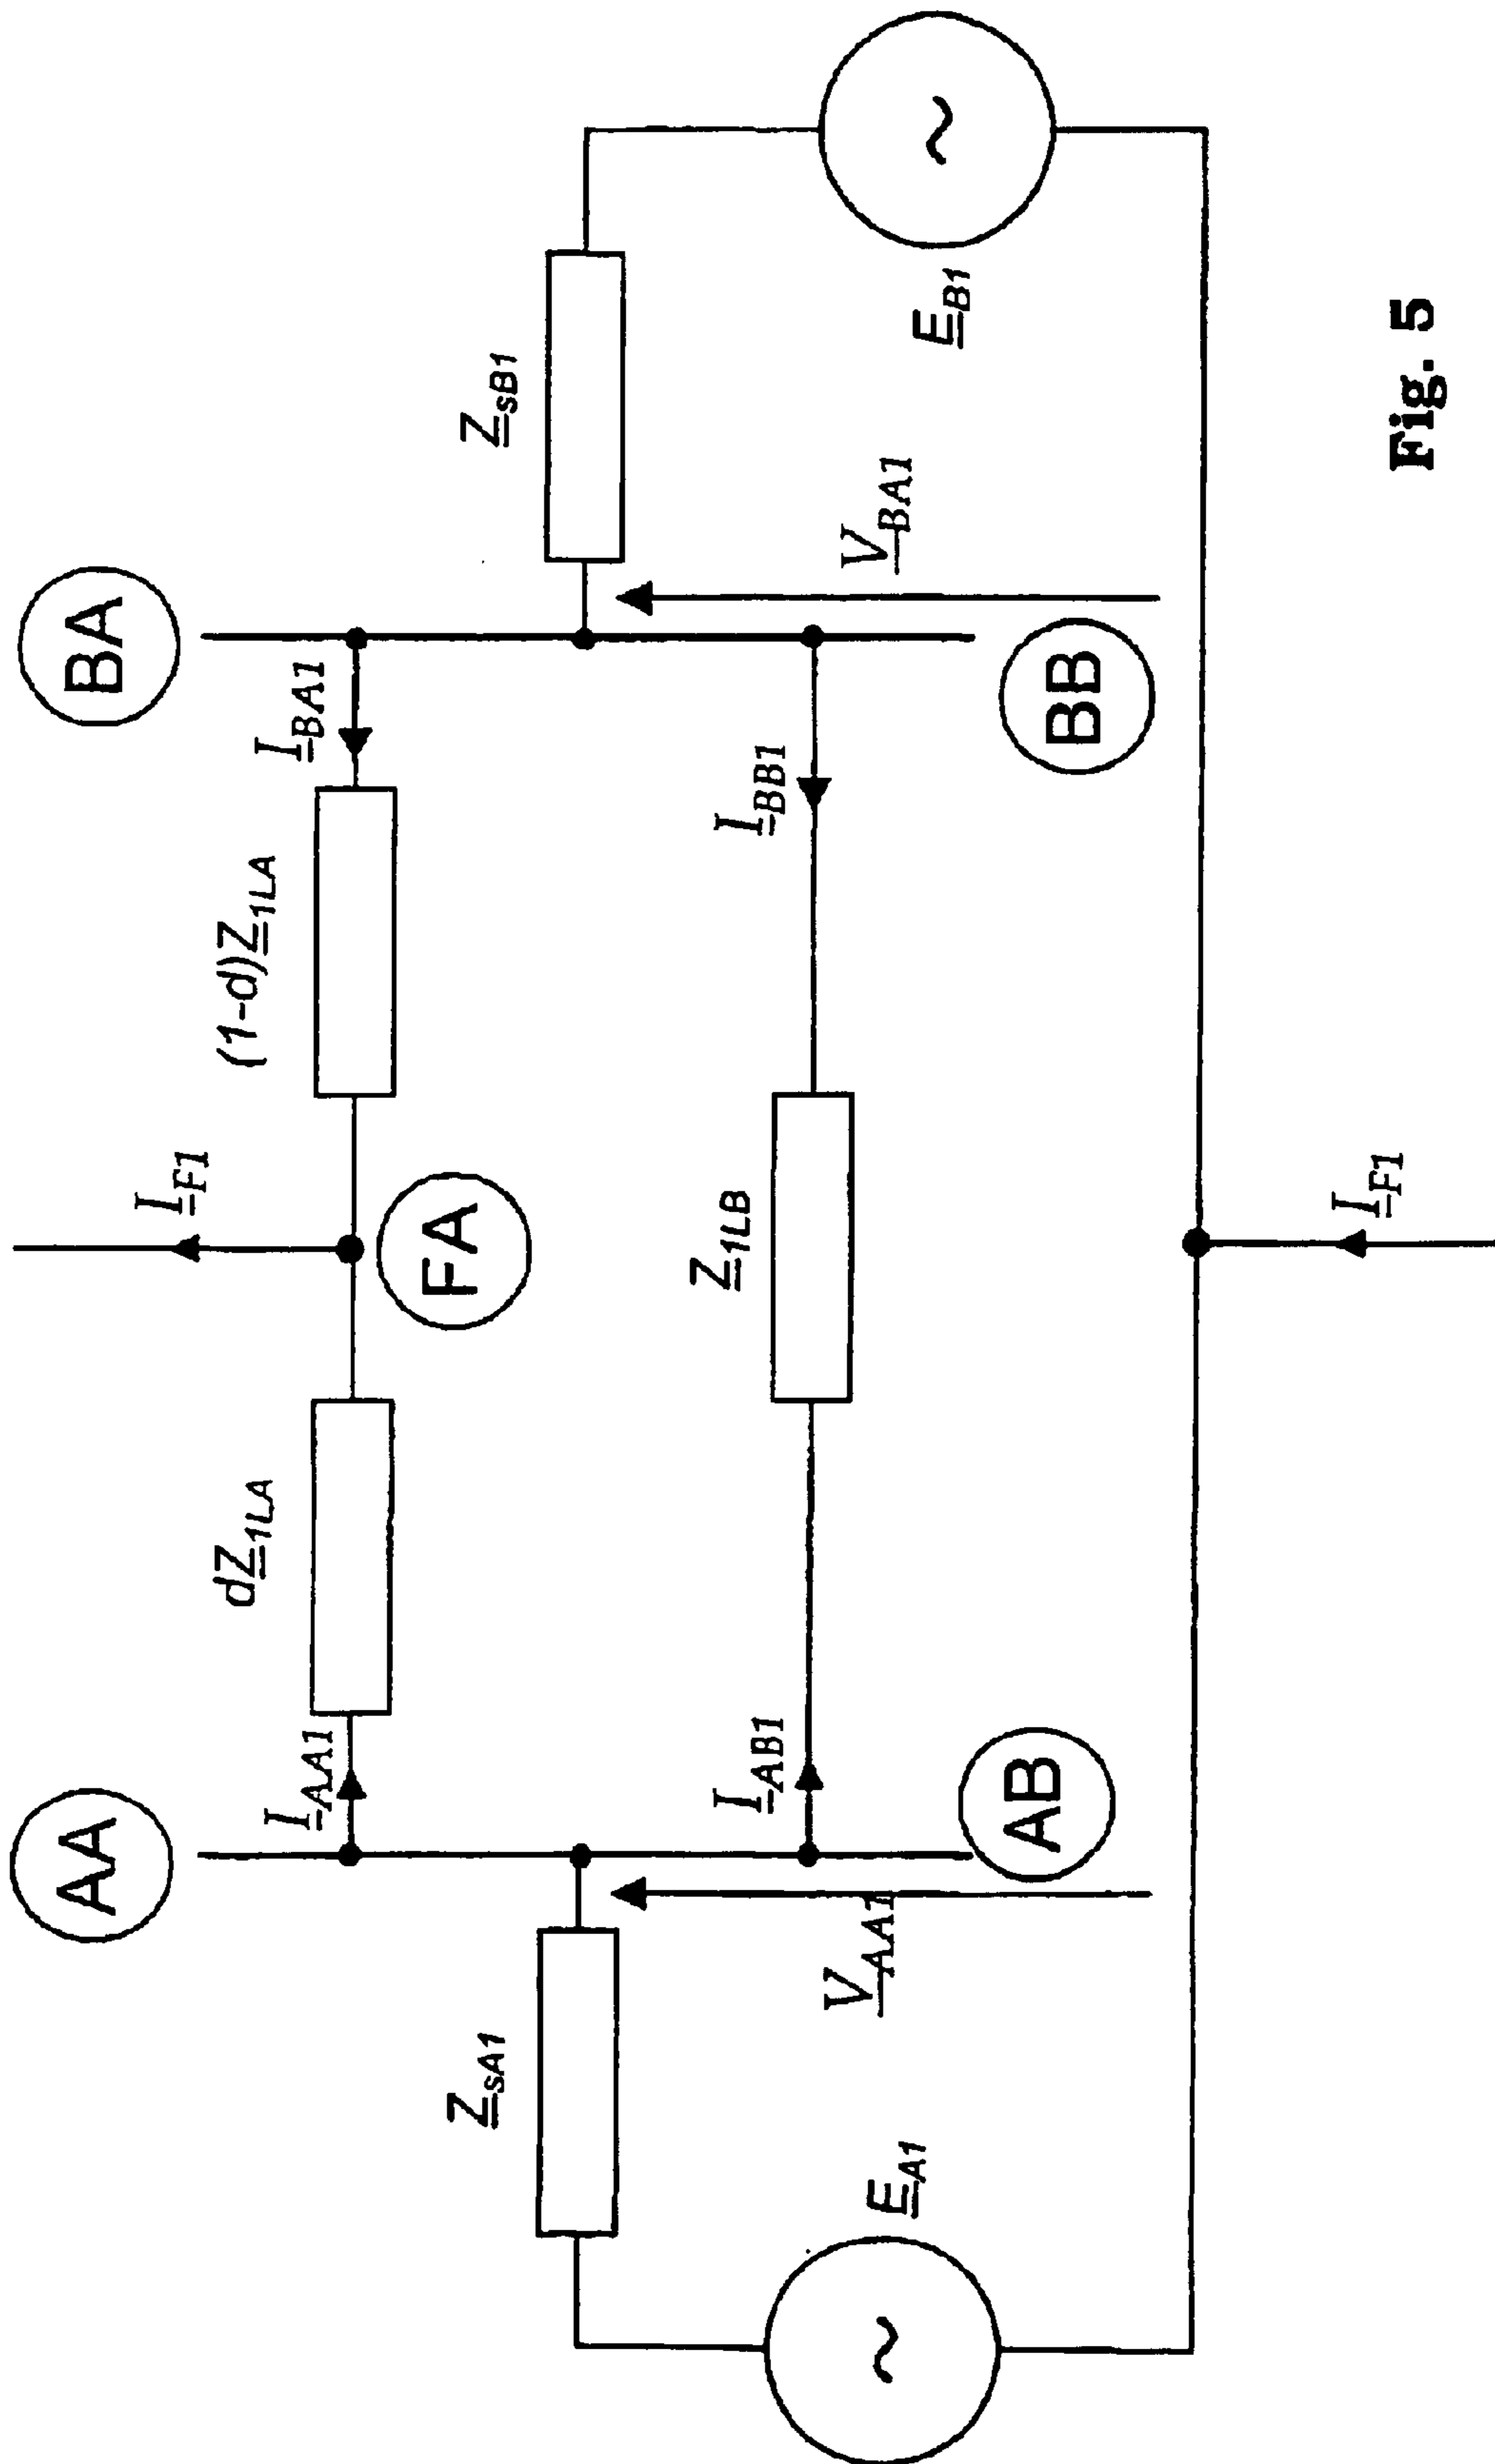 I_F1
AA
I_AA1
dZ_1LA
FA
(1-d)Z_1LA
I_BA1
BA
Z_sA1
Z_sB1
I_AB1
Z_1LB
I_BB1
~
E_A1
V_AA1
AB
V_BA1
BB
E_B1
~
I_F1
Fig. 5